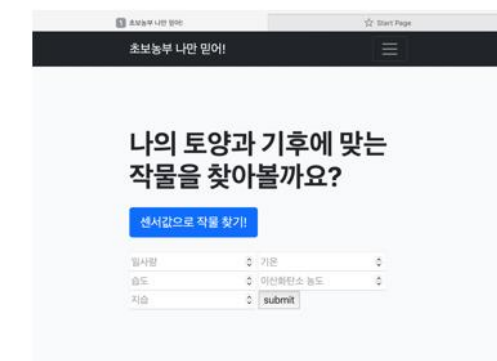 1 초보농부 나만 믿어!
Start Page
초보농부 나만 믿어!
나의 토양과 기후에 맞는
작물을 찾아볼까요?
센서값으로 작물 찾기!
일사량 기온
습도 이산화탄소 농도
지습 submit